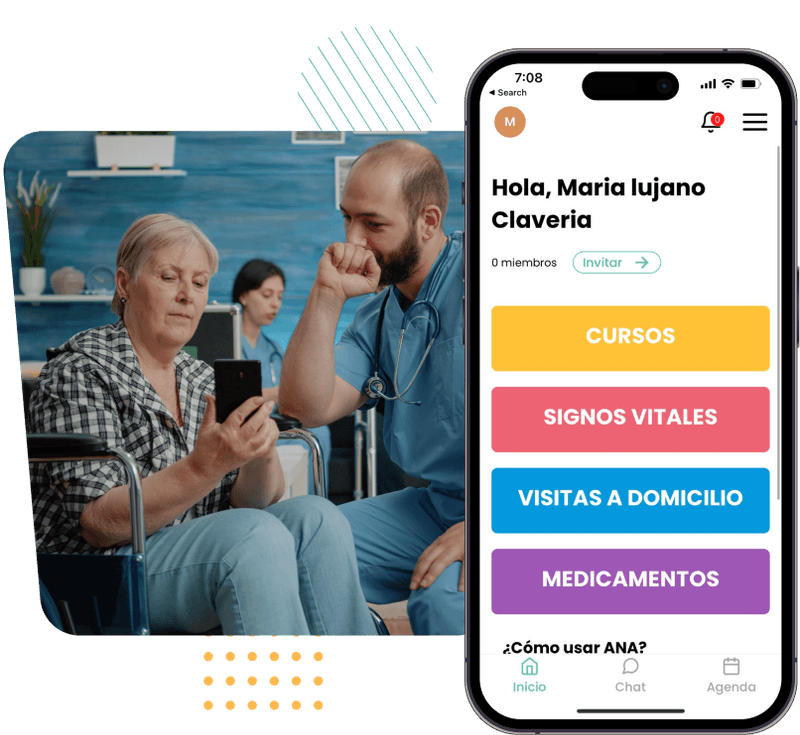 7:08
◀ Search
M
0
Hola, Maria lujano
Claveria
0 miembros
Invitar →
CURSOS
SIGNOS VITALES
VISITAS A DOMICILIO
MEDICAMENTOS
¿Cómo usar ANA?
Inicio
Chat
Agenda